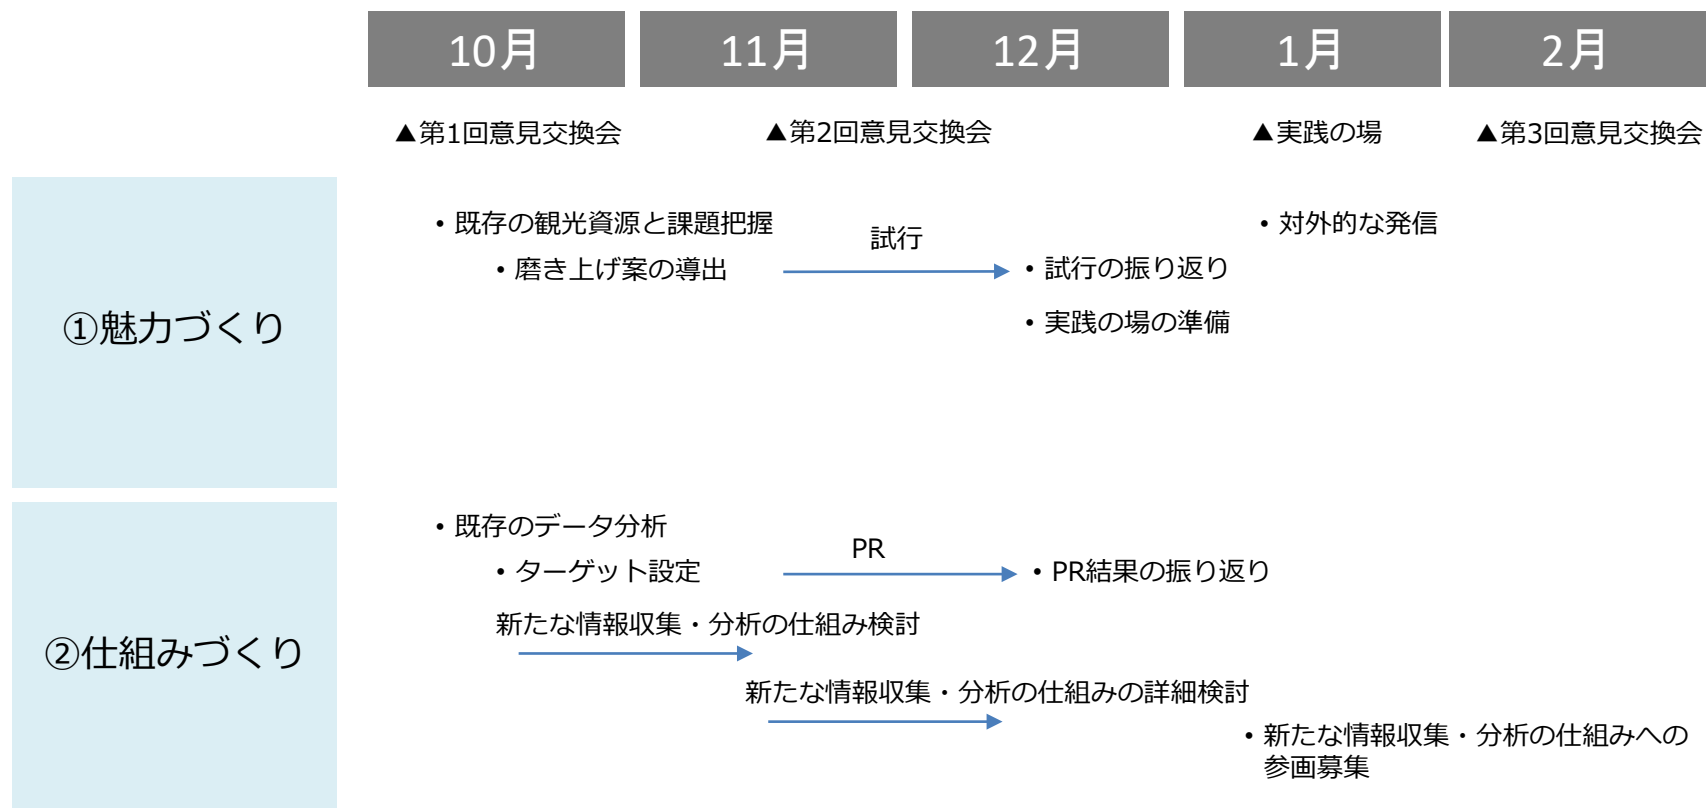 10月 11月 12月 1月 2月
▲第1回意見交換会 ▲第2回意見交換会 ▲実践の場 ▲第3回意見交換会
①魅力づくり
・既存の観光資源と課題把握
・磨き上げ案の導出
試行
・試行の振り返り
・実践の場の準備
・対外的な発信
②仕組みづくり
・既存のデータ分析
・ターゲット設定
PR
・PR結果の振り返り
新たな情報収集・分析の仕組み検討
新たな情報収集・分析の仕組みの詳細検討
・新たな情報収集・分析の仕組みへの
参画募集